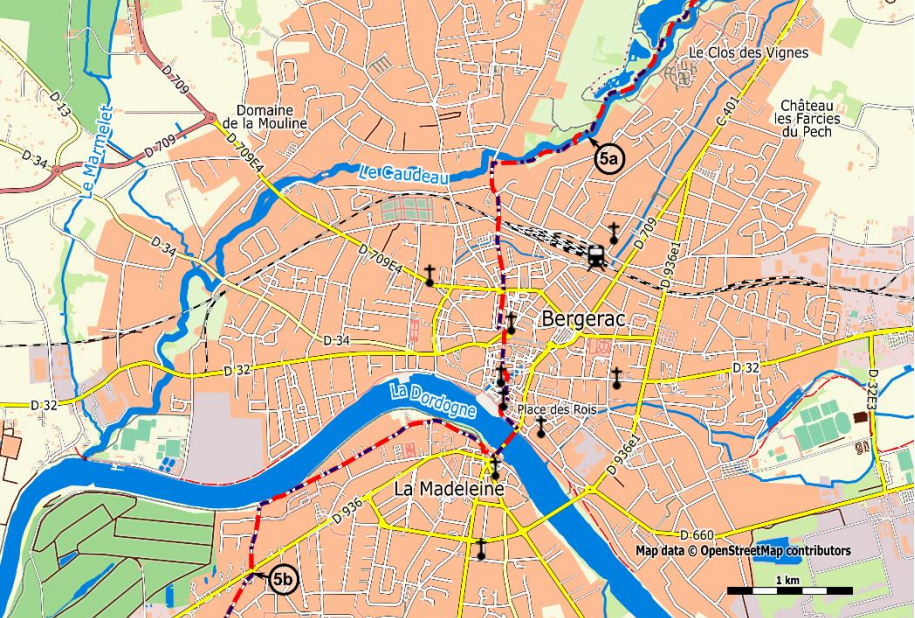 Le Clos des Vignes
D-709
D-13
Domaine
de la Mouline
C-401
Château
les Farcies
du Pech
D-34
D-709
Le Marmelet
D-709E4
5a
Le Caudeau
D-34
D-709E4
D-709
D-936e1
Bergerac
D-34
D-32
D-32
D-32
D-32E3
La Dordogne
Place des Rois
D-936e1
La Madeleine
D-936
D-660
Map data © OpenStreetMap contributors
5b
1 km